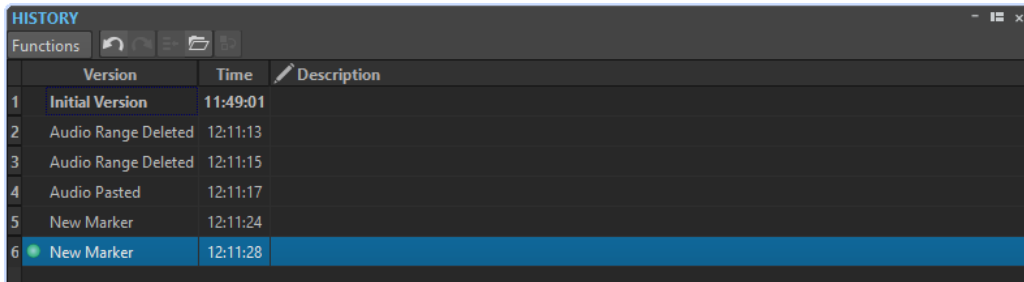 HISTORY
Functions
Version Time Description
1 Initial Version 11:49:01
2 Audio Range Deleted 12:11:13
3 Audio Range Deleted 12:11:15
4 Audio Pasted 12:11:17
5 New Marker 12:11:24
6 New Marker 12:11:28